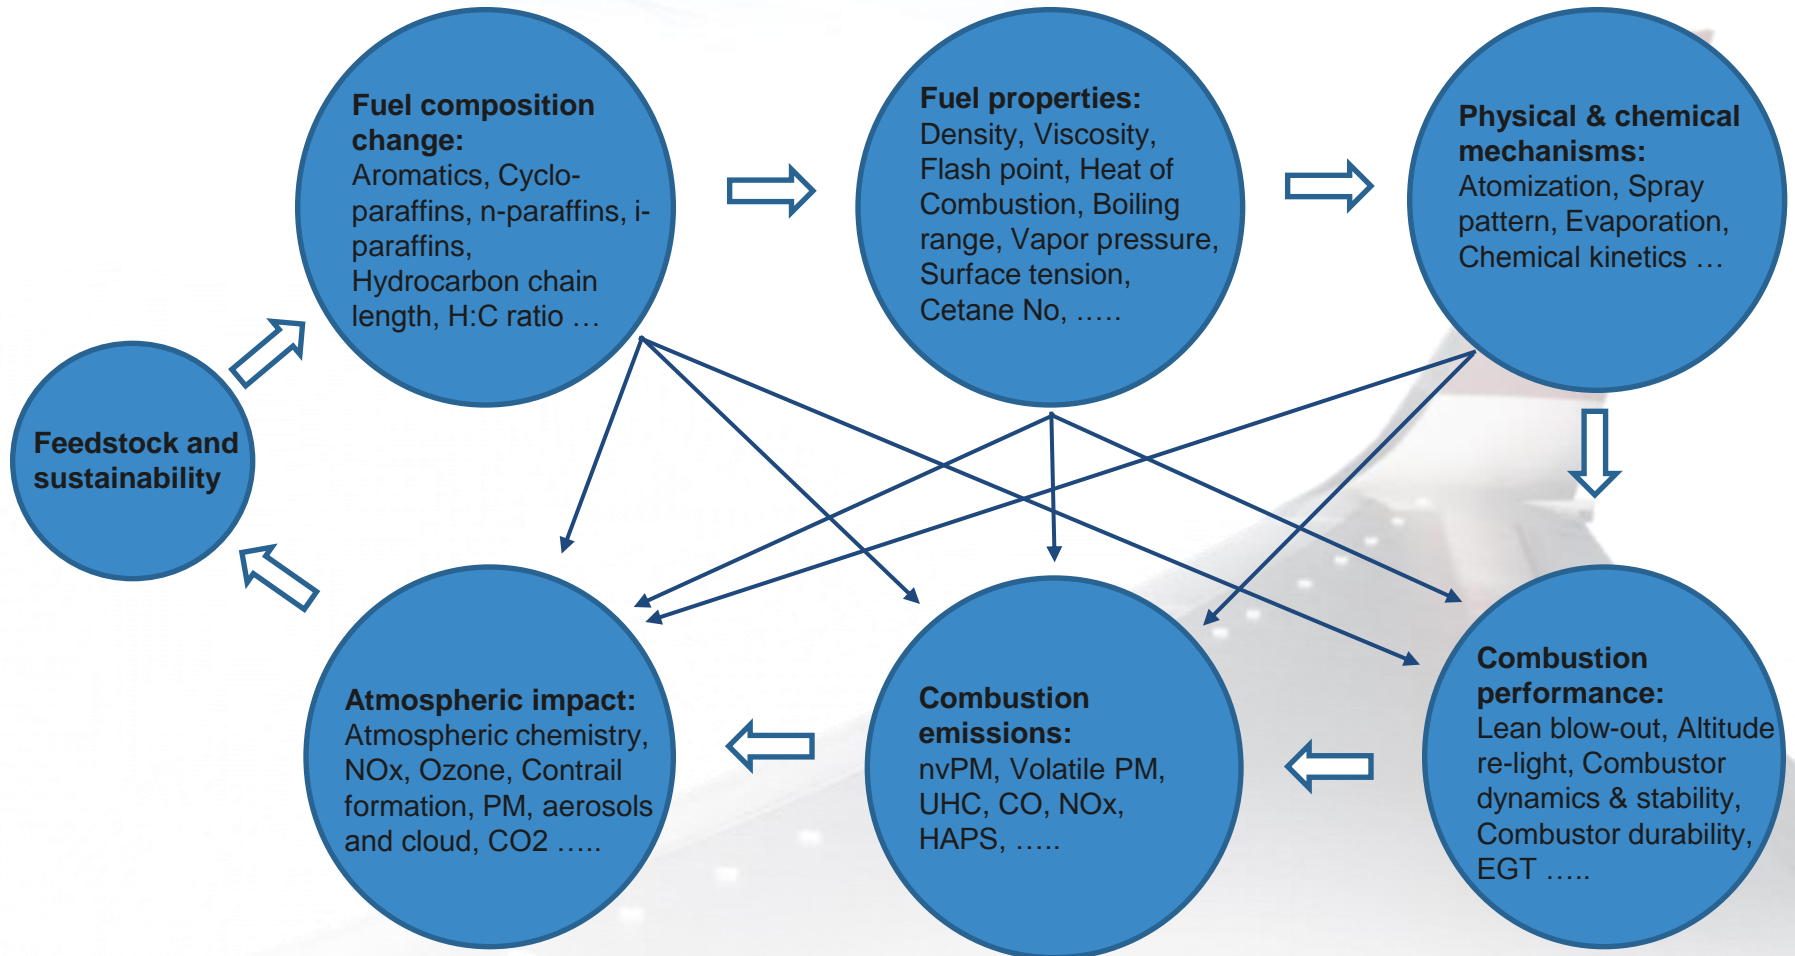 Fuel composition
change:
Aromatics, Cyclo-
paraffins, n-paraffins, i-
paraffins,
Hydrocarbon chain
length, H:C ratio …
Fuel properties:
Density, Viscosity,
Flash point, Heat of
Combustion, Boiling
range, Vapor pressure,
Surface tension,
Cetane No, …..
Physical & chemical
mechanisms:
Atomization, Spray
pattern, Evaporation,
Chemical kinetics …
Feedstock and
sustainability
Atmospheric impact:
Atmospheric chemistry,
NOx, Ozone, Contrail
formation, PM, aerosols
and cloud, CO2 …..
Combustion
emissions:
nvPM, Volatile PM,
UHC, CO, NOx,
HAPS, …..
Combustion
performance:
Lean blow-out, Altitude
re-light, Combustor
dynamics & stability,
Combustor durability,
EGT …..